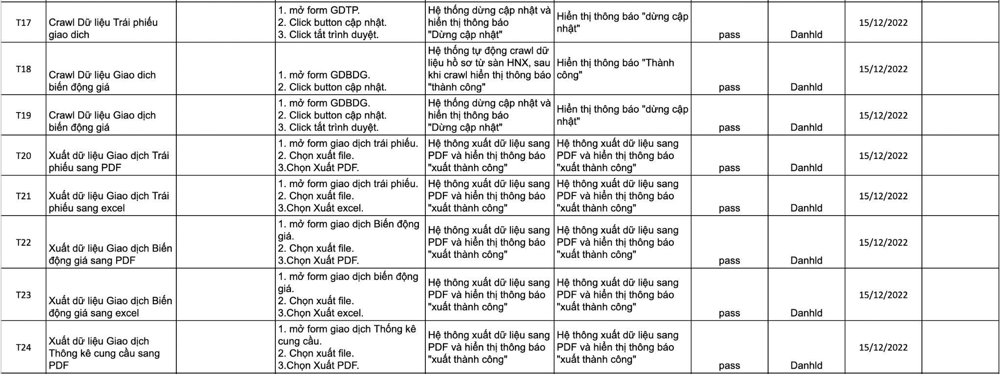 T17
Crawl Dữ liệu Trái phiếu
giao dich
1. mở form GDTP.
2. Click button cập nhật.
3. Click tắt trình duyệt.
Hệ thống dừng cập nhật và
hiển thị thông báo
"Dừng cập nhật"
Hiển thị thông báo "dừng cập
nhật"
pass
Danhld
15/12/2022
T18
Crawl Dữ liệu Giao dich
biến động giá
1. mở form GDBDG.
2. Click button cập nhật.
Hệ thống tự động crawl dữ
liệu hồ sơ từ sàn HNX, sau
khi crawl hiển thị thông báo
"thành công"
Hiển thị thông báo "Thành
công"
pass
Danhld
15/12/2022
T19
Crawl Dữ liệu Giao dịch
biến động giá
1. mở form GDBDG.
2. Click button cập nhật.
3. Click tắt trình duyệt.
Hệ thống dừng cập nhật và
hiển thị thông báo
"Dừng cập nhật"
Hiển thị thông báo "dừng cập
nhật"
pass
Danhld
15/12/2022
T20
Xuất dữ liệu Giao dịch Trái
phiếu sang PDF
1. mở form giao dịch trái phiếu.
2. Chọn xuất file.
3.Chọn Xuất PDF.
Hệ thông xuất dữ liệu sang
PDF và hiển thị thông báo
"xuất thành công"
Hệ thông xuất dữ liệu sang
PDF và hiển thị thông báo
"xuất thành công"
pass
Danhld
15/12/2022
T21
Xuất dữ liệu Giao dịch Trái
phiếu sang excel
1. mở form giao dịch trái phiếu.
2. Chọn xuất file.
3.Chọn Xuất excel.
Hệ thông xuất dữ liệu sang
PDF và hiển thị thông báo
"xuất thành công"
Hệ thông xuất dữ liệu sang
PDF và hiển thị thông báo
"xuất thành công"
pass
Danhld
15/12/2022
T22
Xuất dữ liệu Giao dịch Biến
động giá sang PDF
1. mở form giao dịch Biến động
giá.
2. Chọn xuất file.
3.Chọn Xuất PDF.
Hệ thông xuất dữ liệu sang
PDF và hiển thị thông báo
"xuất thành công"
Hệ thông xuất dữ liệu sang
PDF và hiển thị thông báo
"xuất thành công"
pass
Danhld
15/12/2022
T23
Xuất dữ liệu Giao dịch Biến
động giá sang excel
1. mở form giao dịch biến động
giá.
2. Chọn xuất file.
3.Chọn Xuất excel.
Hệ thông xuất dữ liệu sang
PDF và hiển thị thông báo
"xuất thành công"
Hệ thông xuất dữ liệu sang
PDF và hiển thị thông báo
"xuất thành công"
pass
Danhld
15/12/2022
T24
Xuất dữ liệu Giao dịch
Thông kê cung cầu sang
PDF
1. mở form giao dịch Thống kê
cung cầu.
2. Chọn xuất file.
3.Chọn Xuất PDF.
Hệ thông xuất dữ liệu sang
PDF và hiển thị thông báo
"xuất thành công"
Hệ thông xuất dữ liệu sang
PDF và hiển thị thông báo
"xuất thành công"
pass
Danhld
15/12/2022